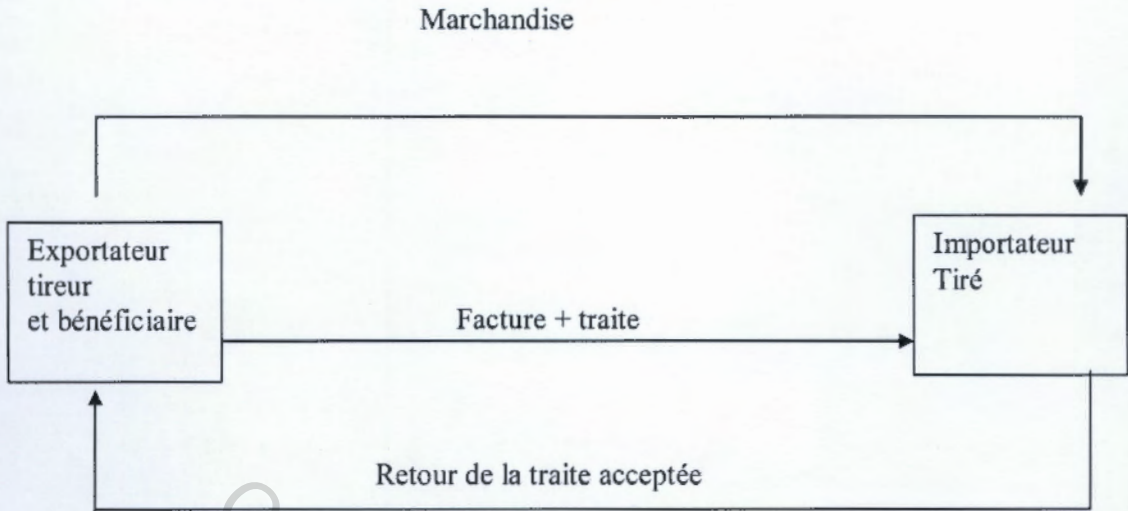 Marchandise
Exportateur
tireur
et bénéficiaire
Facture + traite
Importateur
Tiré
Retour de la traite acceptée